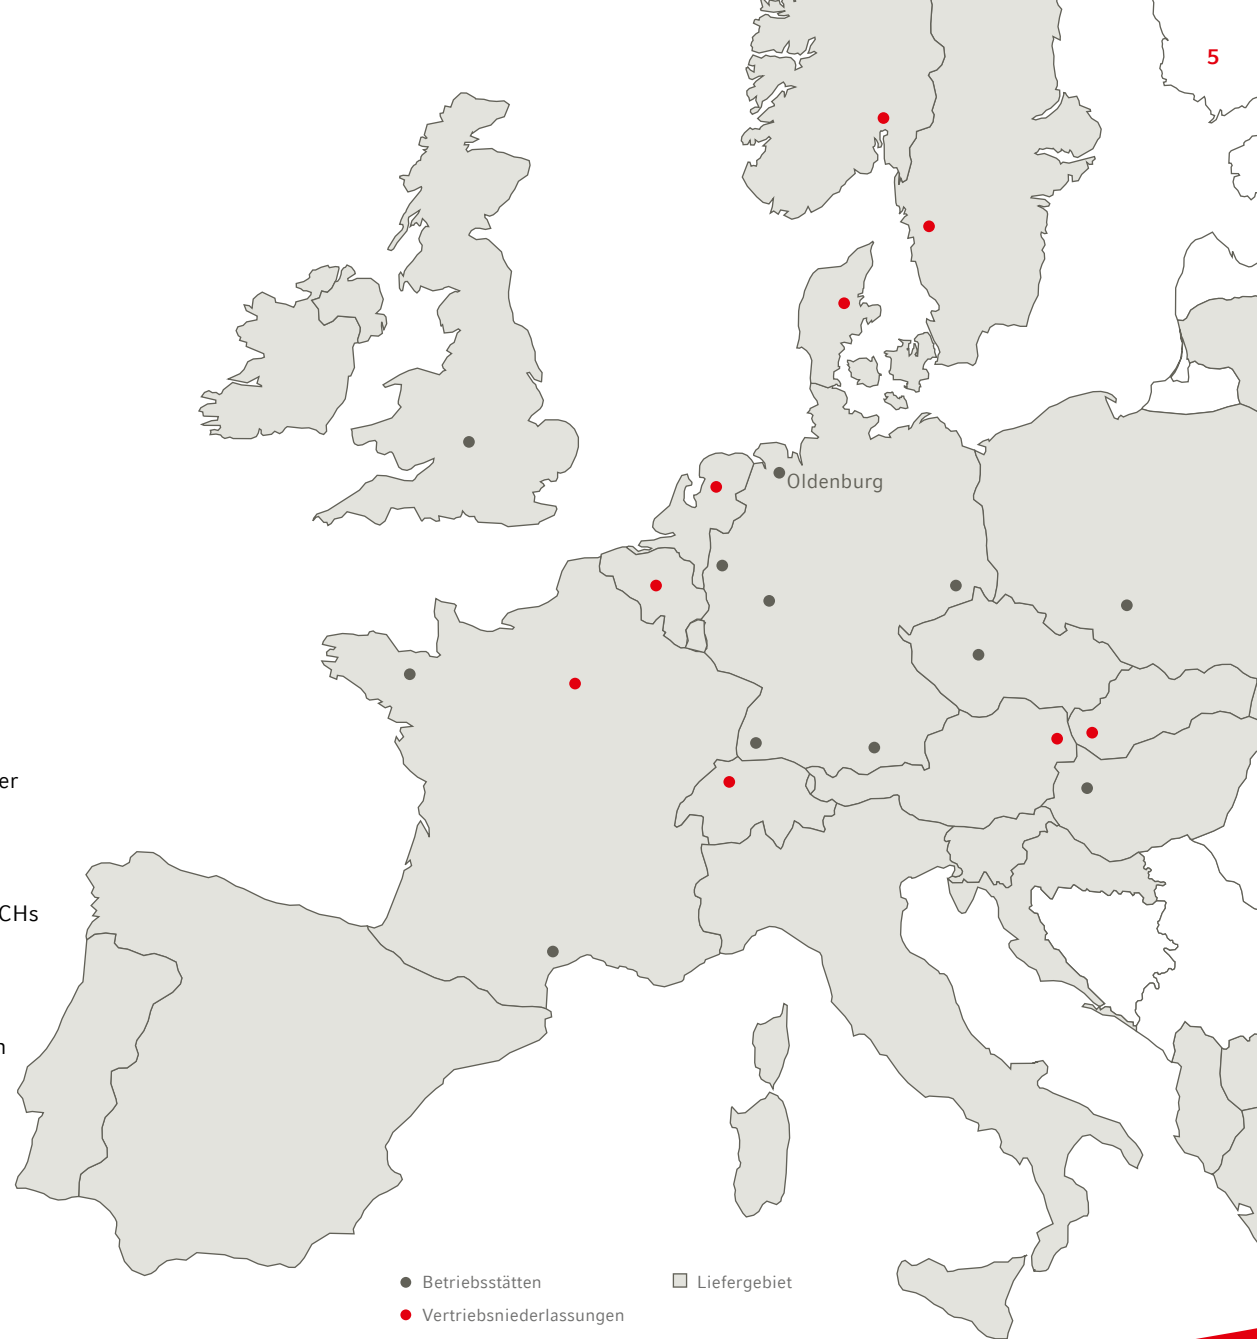 5
Oldenburg
er
CHs
n
Betriebsstätten
Liefergebiet
Vertriebsniederlassungen